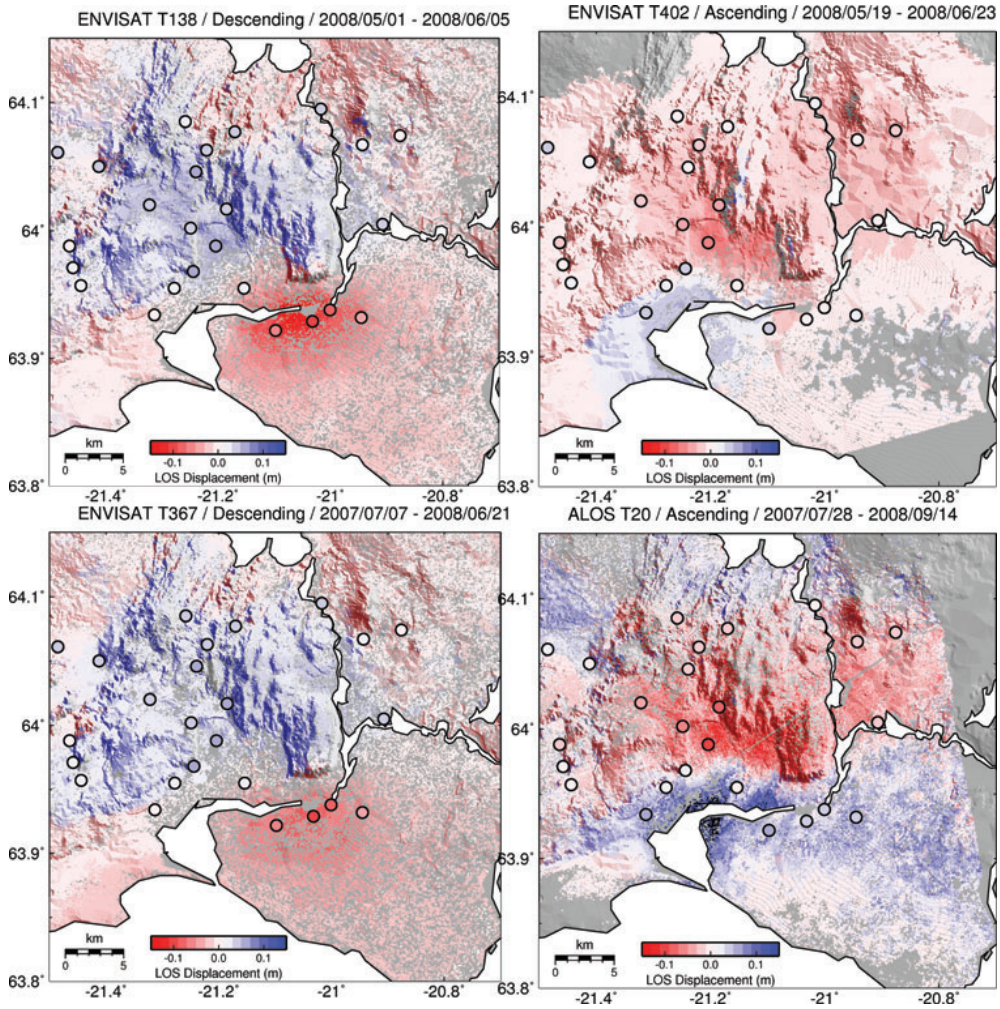 ENVISAT T138 / Descending / 2008/05/01 - 2008/06/05
64.1°
64°
63.9°
63.8°
km
0 5
-0.1 0.0 0.1
LOS Displacement (m)
-21.4° -21.2° -21° -20.8°
ENVISAT T402 / Ascending / 2008/05/19 - 2008/06/23
64.1°
64°
63.9°
63.8°
km
0 5
-0.1 0.0 0.1
LOS Displacement (m)
-21.4° -21.2° -21° -20.8°
ENVISAT T367 / Descending / 2007/07/07 - 2008/06/21
64.1°
64°
63.9°
63.8°
km
0 5
-0.1 0.0 0.1
LOS Displacement (m)
-21.4° -21.2° -21° -20.8°
ALOS T20 / Ascending / 2007/07/28 - 2008/09/14
64.1°
64°
63.9°
63.8°
km
0 5
-0.1 0.0 0.1
LOS Displacement (m)
-21.4° -21.2° -21° -20.8°